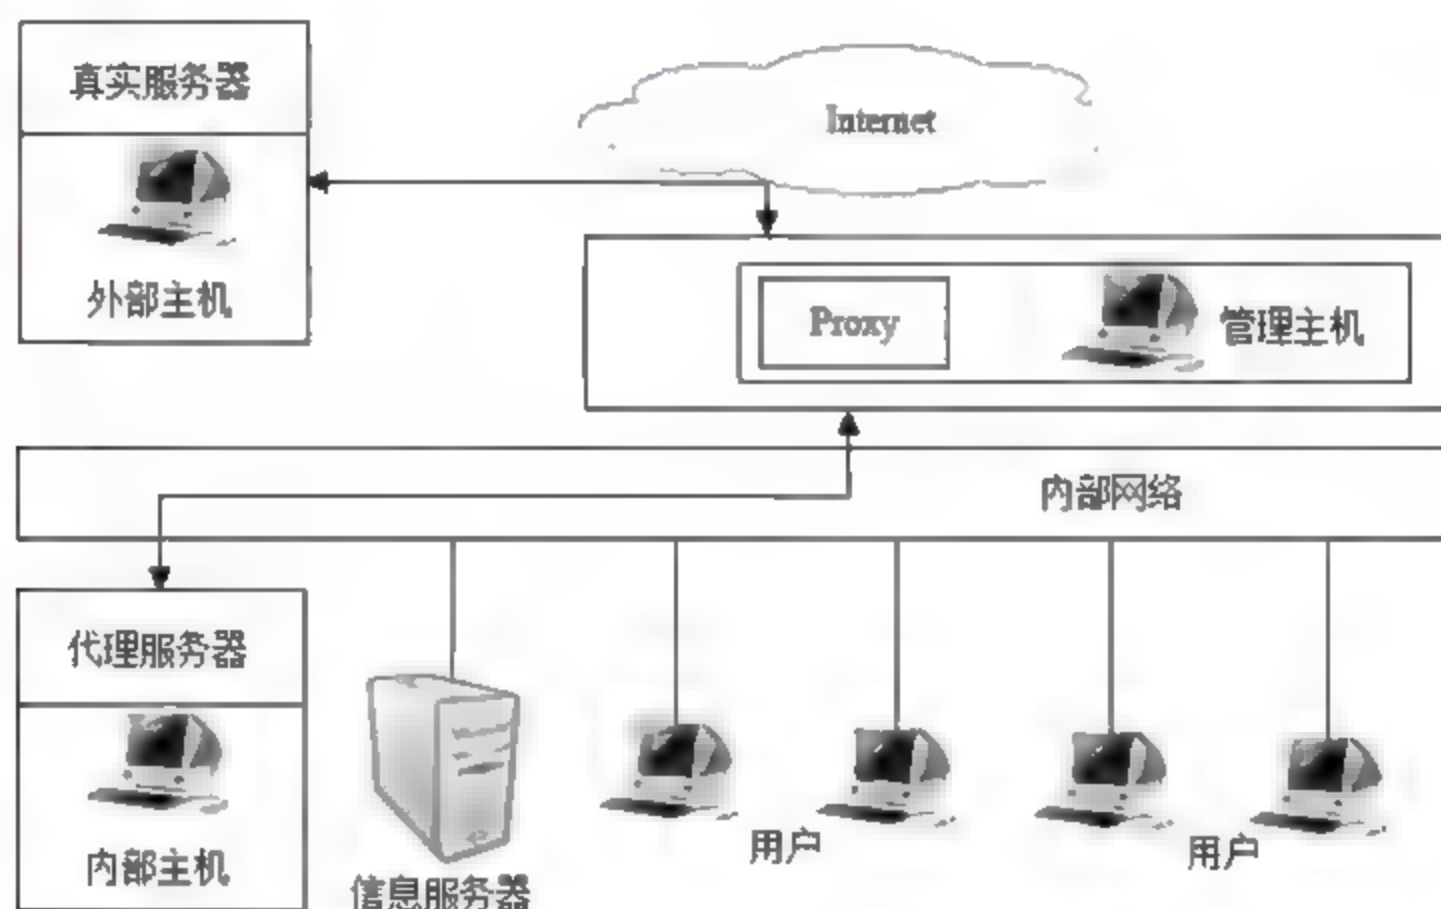 真实服务器
外部主机
Internet
Proxy
管理主机
内部网络
代理服务器
内部主机
信息服务器
用户
用户